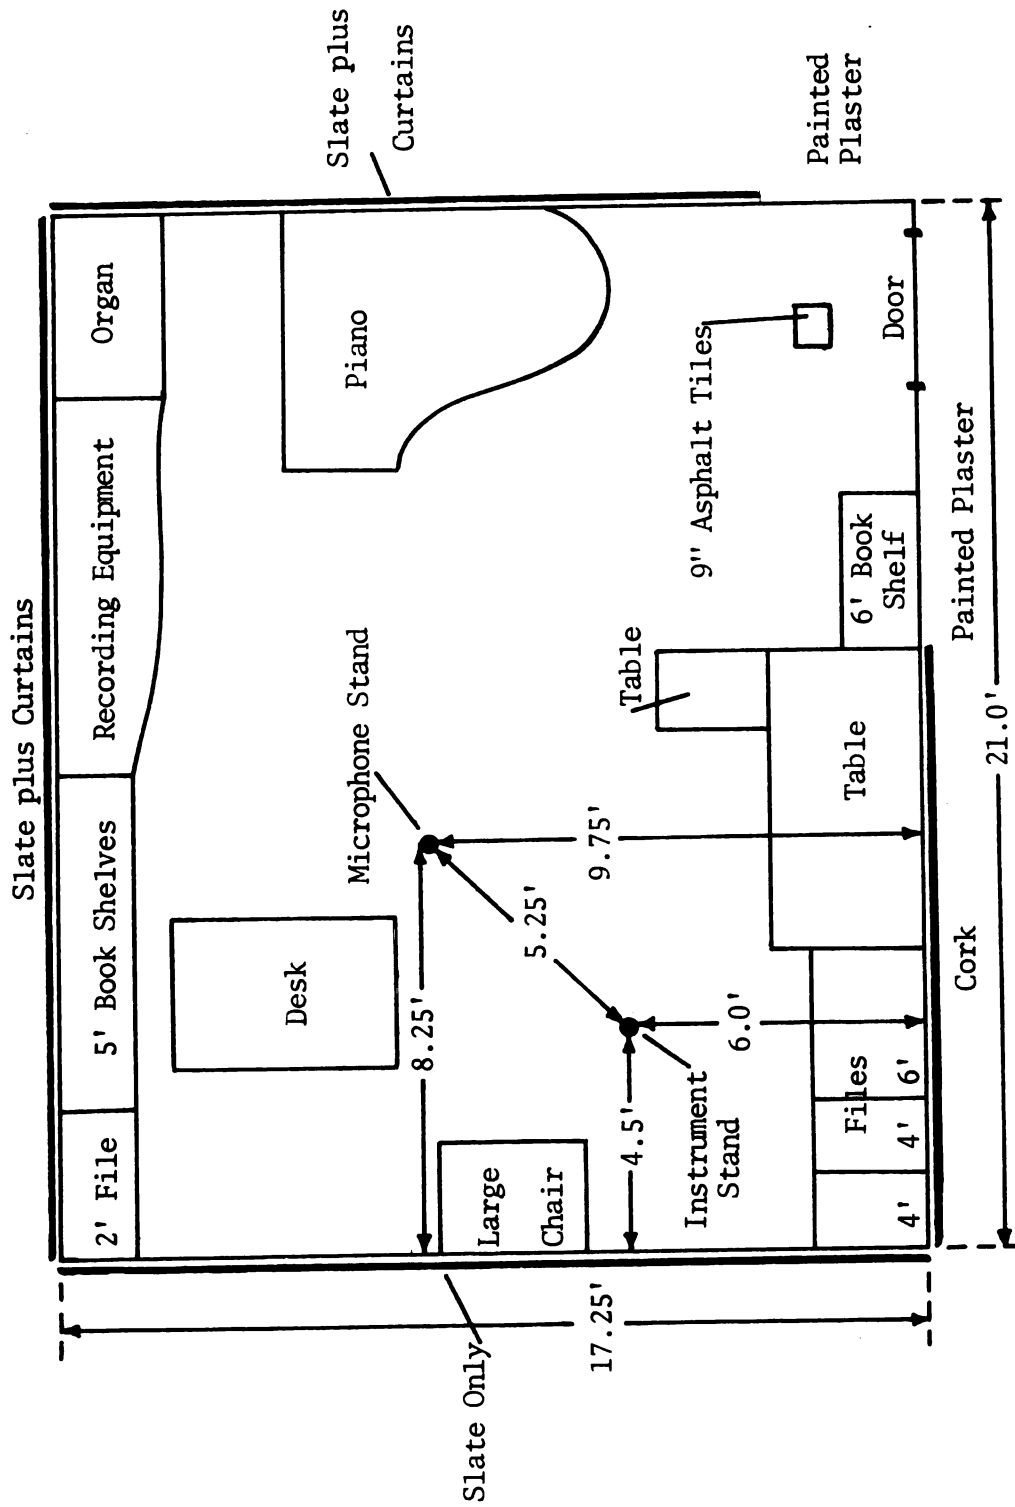 Slate plus Curtains
2' File
5' Book Shelves
Recording Equipment
Organ
Slate plus
Curtains
Desk
Microphone Stand
Piano
Slate Only
Large
Chair
8.25'
5.25'
9.75'
4.5'
6.0'
Instrument
Stand
Table
9" Asphalt Tiles
Painted
Plaster
17.25'
Files
4'
4'
6'
Table
6' Book
Shelf
Door
Cork
Painted Plaster
21.0'